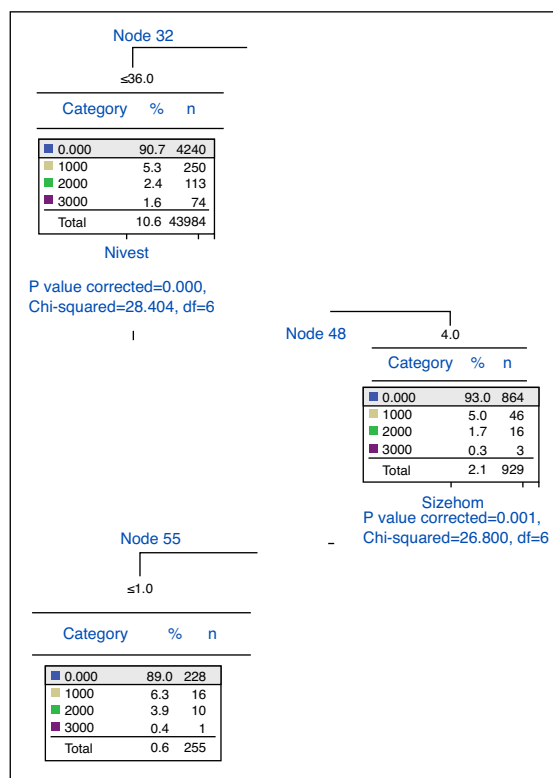 Node 32
≤36.0
Category % n
0.000 90.7 4240
1000 5.3 250
2000 2.4 113
3000 1.6 74
Total 10.6 43984
Nivest
P value corrected=0.000,
Chi-squared=28.404, df=6
Node 48
4.0
Category % n
0.000 93.0 864
1000 5.0 46
2000 1.7 16
3000 0.3 3
Total 2.1 929
Sizehom
P value corrected=0.001,
Chi-squared=26.800, df=6
Node 55
≤1.0
Category % n
0.000 89.0 228
1000 6.3 16
2000 3.9 10
3000 0.4 1
Total 0.6 255